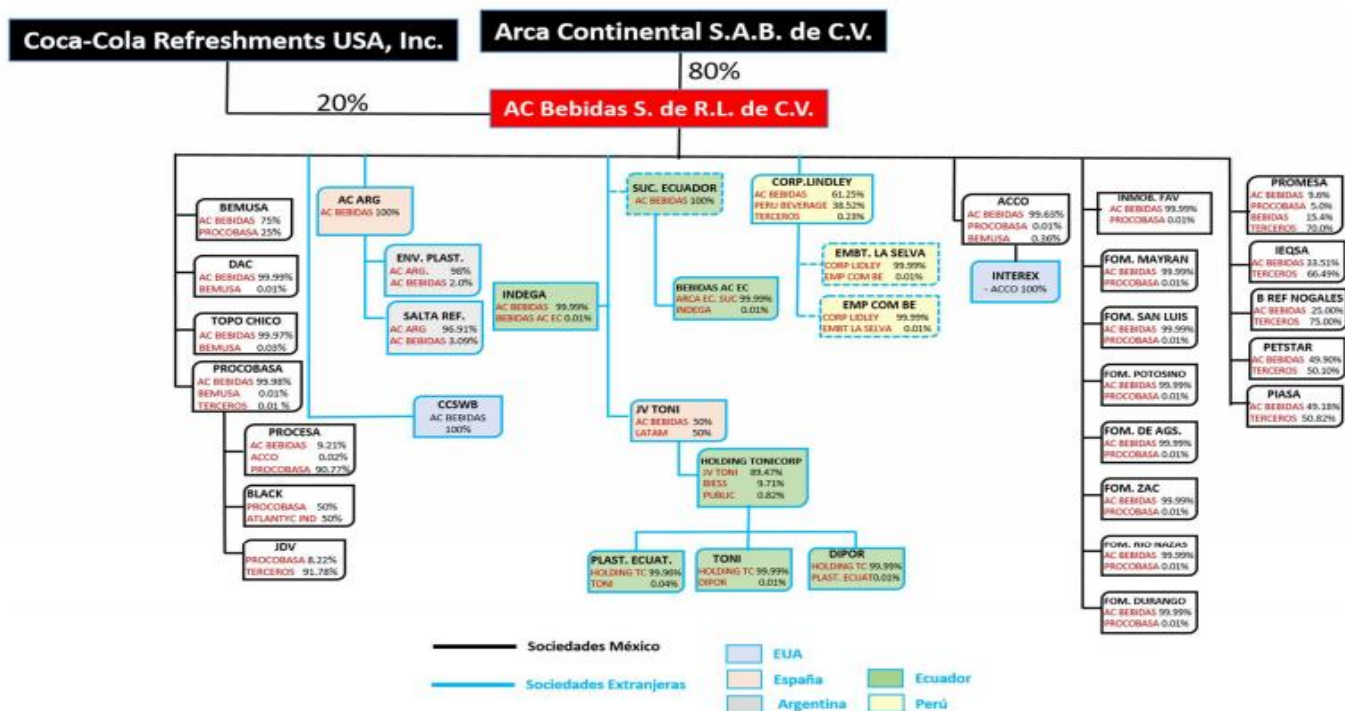 Coca-Cola Refreshments USA, Inc.
Arca Continental S.A.B. de C.V.
20%
80%
AC Bebidas S. de R.L. de C.V.
BEMUSA
AC BEBIDAS 75%
PROCOBASA 25%
DAC
AC BEBIDAS 99.99%
BEMUSA 0.01%
TOPO CHICO
AC BEBIDAS 99.97%
BEMUSA 0.03%
PROCOBASA
AC BEBIDAS 99.98%
BEMUSA 0.01%
TERCEROS 0.01 %
PROCESA
AC BEBIDAS 9.21%
ACCO 0.02%
PROCOBASA 90.77%
BLACK
PROCOBASA 50%
ATLANTYC IND 50%
JDV
PROCOBASA 8.22%
TERCEROS 91.78%
AC ARG
AC BEBIDAS 100%
ENV. PLAST.
AC ARG. 98%
AC BEBIDAS 2.0%
SALTA REF.
AC ARG 96.91%
AC BEBIDAS 3.09%
CCSWB
AC BEBIDAS
100%
INDEGA
AC BEBIDAS 99.99%
BEBIDAS AC EC 0.01%
SUC. ECUADOR
AC BEBIDAS 100%
BEBIDAS AC EC
ARCA EC. SUC 99.99%
INDEGA 0.01%
JV TONI
AC BEBIDAS 50%
LATAM 50%
HOLDING TONICORP
JV TONI 89.47%
BIESS 9.71%
PUBLIC 0.82%
PLAST. ECUAT.
HOLDING TC 99.96%
TONI 0.04%
TONI
HOLDING TC 99.99%
DIPOR 0.01%
DIPOR
HOLDING TC 99.99%
PLAST. ECUAT0.01%
CORP.LINDLEY
AC BEBIDAS 61.25%
PERU BEVERAGE 38.52%
TERCEROS 0.23%
EMBT. LA SELVA
CORP LIDLEY 99.99%
EMP COM BE 0.01%
EMP COM BE
CORP LIDLEY 99.99%
EMBT LA SELVA 0.01%
ACCO
AC BEBIDAS 99.63%
PROCOBASA 0.01%
BEMUSA 0.36%
INTEREX
- ACCO 100%
INMOB. FAV
AC BEBIDAS 99.99%
PROCOBASA 0.01%
FOM. MAYRAN
AC BEBIDAS 99.99%
PROCOBASA 0.01%
FOM. SAN LUIS
AC BEBIDAS 99.99%
PROCOBASA 0.01%
FOM. POTOSINO
AC BEBIDAS 99.99%
PROCOBASA 0.01%
FOM. DE AGS.
AC BEBIDAS 99.99%
PROCOBASA 0.01%
FOM. ZAC
AC BEBIDAS 99.99%
PROCOBASA 0.01%
FOM. RIO NAZAS
AC BEBIDAS 99.99%
PROCOBASA 0.01%
FOM. DURANGO
AC BEBIDAS 99.99%
PROCOBASA 0.01%
PROMESA
AC BEBIDAS 9.6%
PROCOBASA 5.0%
BEBIDAS 15.4%
TERCEROS 70.0%
IEQSA
AC BEBIDAS 33.51%
TERCEROS 66.49%
B REF NOGALES
AC BEBIDAS 25.00%
TERCEROS 75.00%
PETSTAR
AC BEBIDAS 49.90%
TERCEROS 50.10%
PIASA
AC BEBIDAS 49.18%
TERCEROS 50.82%
Sociedades México
Sociedades Extranjeras
EUA
España
Argentina
Ecuador
Perú